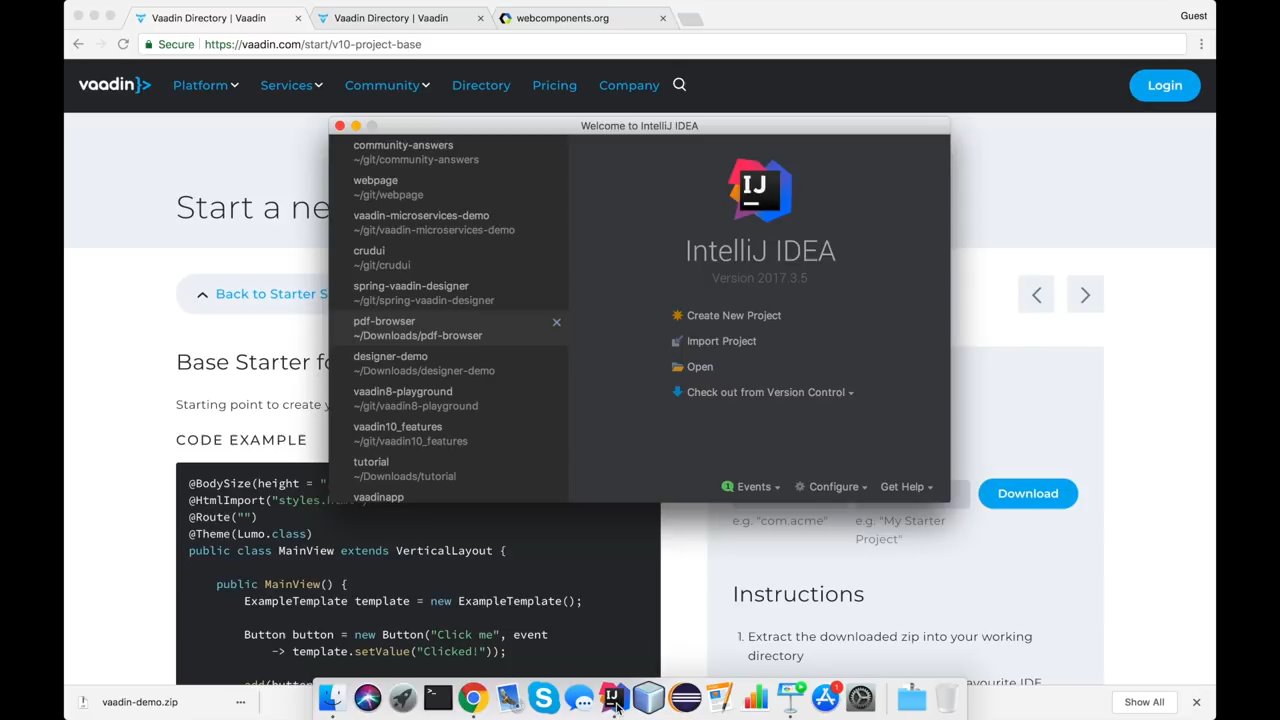 Vaadin Directory | Vaadin
Vaadin Directory | Vaadin
webcomponents.org
Guest
Secure
https://vaadin.com/start/v10-project-base
vaadin}>
Platform
Services
Community
Directory
Pricing
Company
Login
Welcome to IntelliJ IDEA
community-answers
~/git/community-answers
webpage
~/git/webpage
vaadin-microservices-demo
~/git/vaadin-microservices-demo
crudui
~/git/crudui
spring-vaadin-designer
~/git/spring-vaadin-designer
pdf-browser
~/Downloads/pdf-browser
designer-demo
~/Downloads/designer-demo
vaadin8-playground
~/git/vaadin8-playground
vaadin10_features
~/git/vaadin10_features
tutorial
~/Downloads/tutorial
vaadinapp
IJ
IntelliJ IDEA
Version 2017.3.5
Create New Project
Import Project
Open
Check out from Version Control
1 Events
Configure
Get Help
Start a ne
Back to Starter S
Base Starter fo
Starting point to create
CODE EXAMPLE
@BodySize(height = "
@HtmlImport("styles.
@Route("")
@Theme(Lumo.class)
public class MainView extends VerticalLayout {
public MainView() {
ExampleTemplate template = new ExampleTemplate();
Button button = new Button("Click me", event
-> template.setValue("Clicked!"));
Download
e.g. "com.acme"
e.g. "My Starter
Project"
Instructions
1. Extract the downloaded zip into your working
directory
favourite IDE
vaadin-demo.zip
IJ
1
Show All